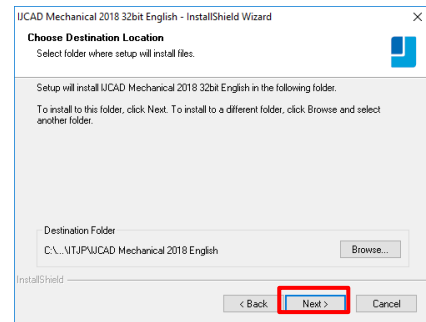 IJCAD Mechanical 2018 32bit English - InstallShield Wizard
Choose Destination Location
Select folder where setup will install files.
Setup will install IJCAD Mechanical 2018 32bit English in the following folder.
To install to this folder, click Next. To install to a different folder, click Browse and select
another folder.
Destination Folder
C:\...\ITJP\IJCAD Mechanical 2018 English
Browse...
InstallShield
< Back
Next >
Cancel